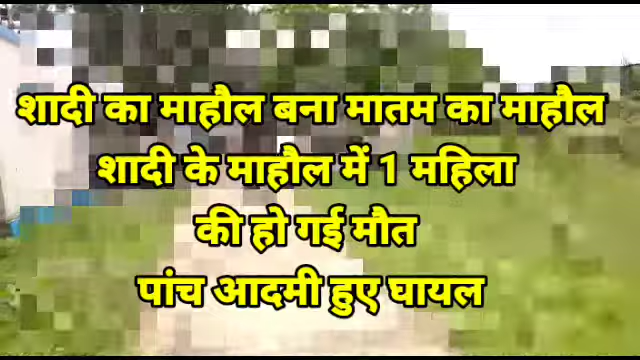 शादी का माहौल बना मातम का माहौल
शादी के माहौल में 1 महिला
की हो गई मौत
पांच आदमी हुए घायल